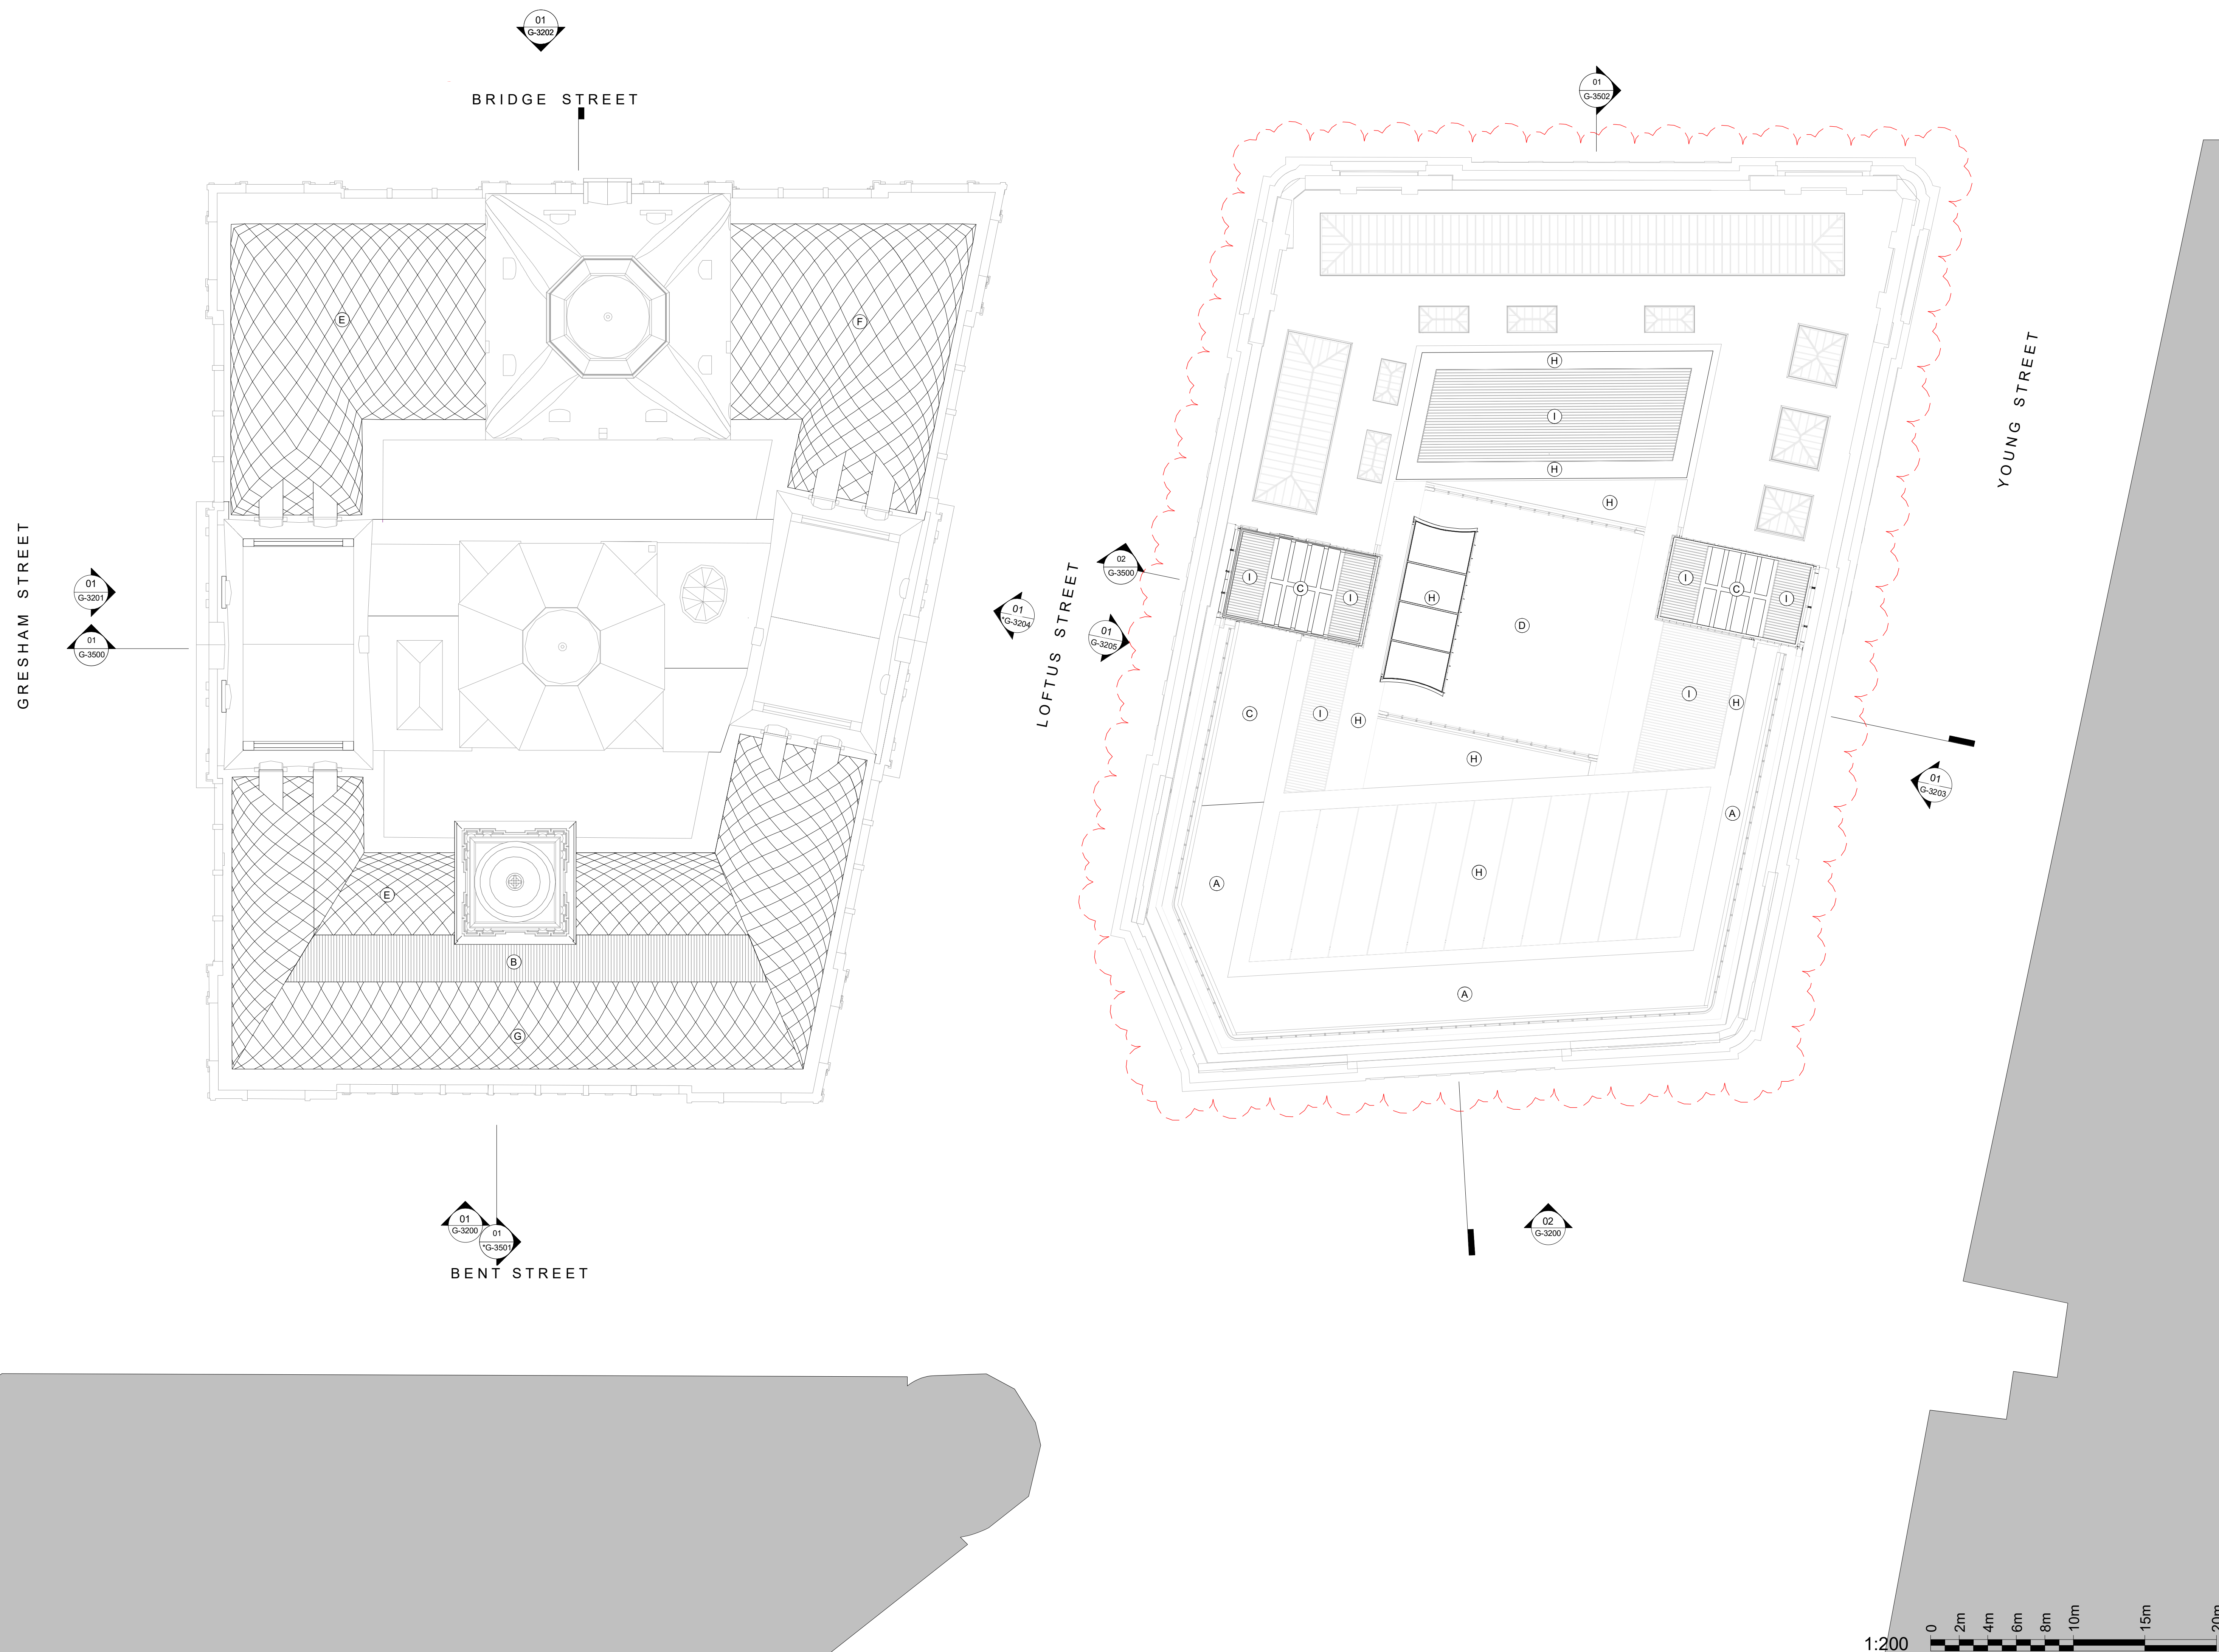 01
G-3202
BRIDGE STREET
01
G-3502
E
F
H
I
H
H
YOUNG STREET
GRESHAM STREET
01
G-3201
01
G-3500
01
*G-3204
LOFTUS STREET
02
G-3500
01
G-3205
I
C
I
H
D
I
C
I
C
I
H
H
I
H
01
G-3203
A
H
A
A
E
B
G
01
G-3200
01
*G-3501
BENT STREET
02
G-3200
1:200
0
2m
4m
6m
8m
10m
15m
20m